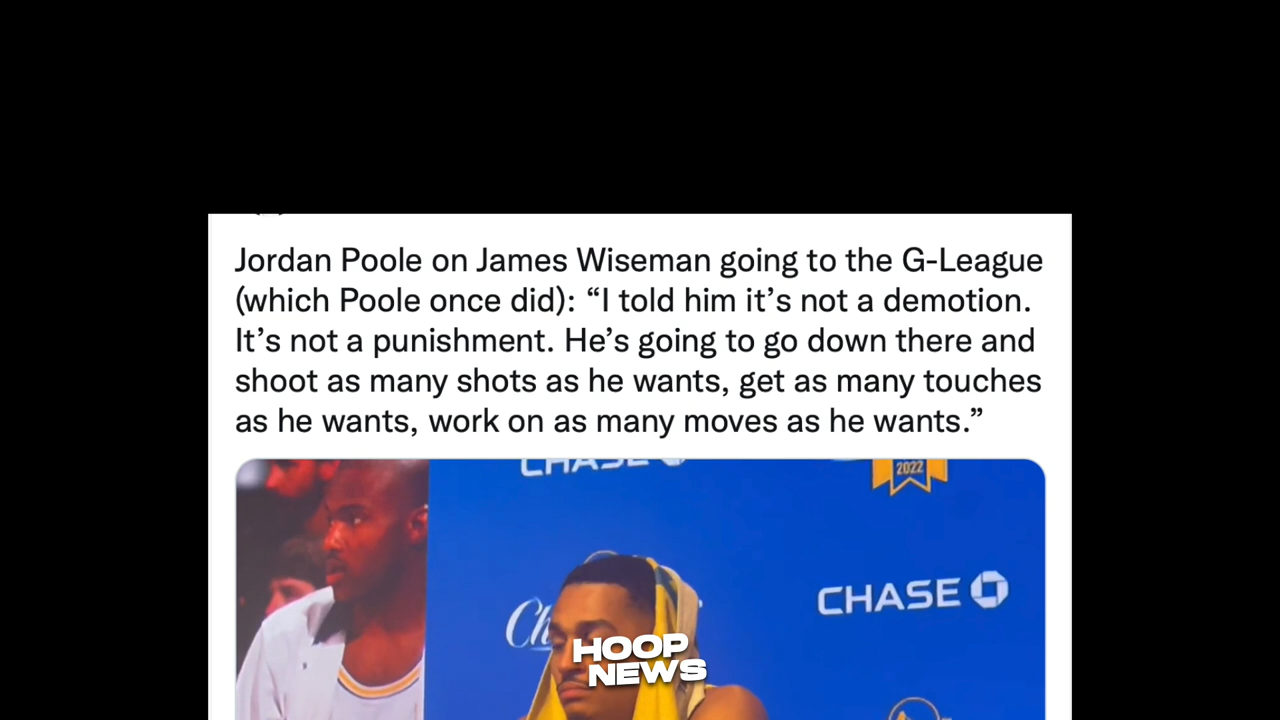 Jordan Poole on James Wiseman going to the G-League
(which Poole once did): “I told him it’s not a demotion.
It’s not a punishment. He’s going to go down there and
shoot as many shots as he wants, get as many touches
as he wants, work on as many moves as he wants.”
CHASE
2022
CHASE
Ch
HOOP
NEWS